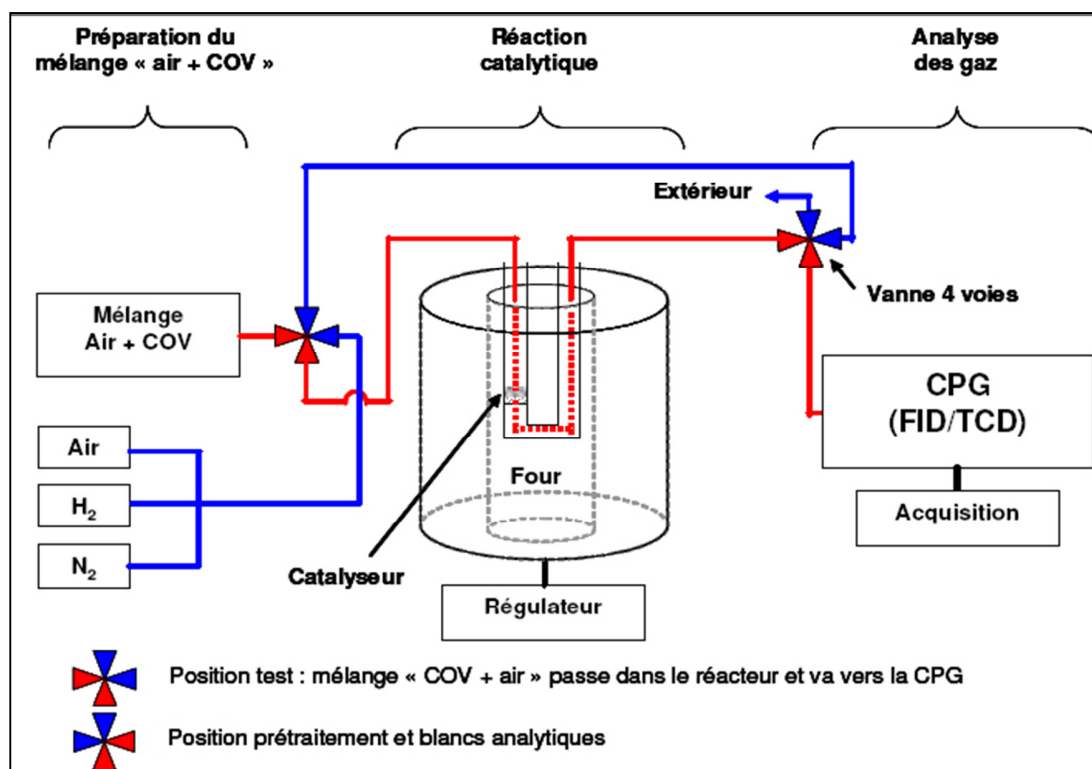 Préparation du
mélange « air + COV »
Réaction
catalytique
Analyse
des gaz
Extérieur
Vanne 4 voies
Mélange
Air + COV
Air
H₂
N₂
Catalyseur
Four
Régulateur
CPG
(FID/TCD)
Acquisition
Position test : mélange « COV + air » passe dans le réacteur et va vers la CPG
Position prétraitement et blancs analytiques